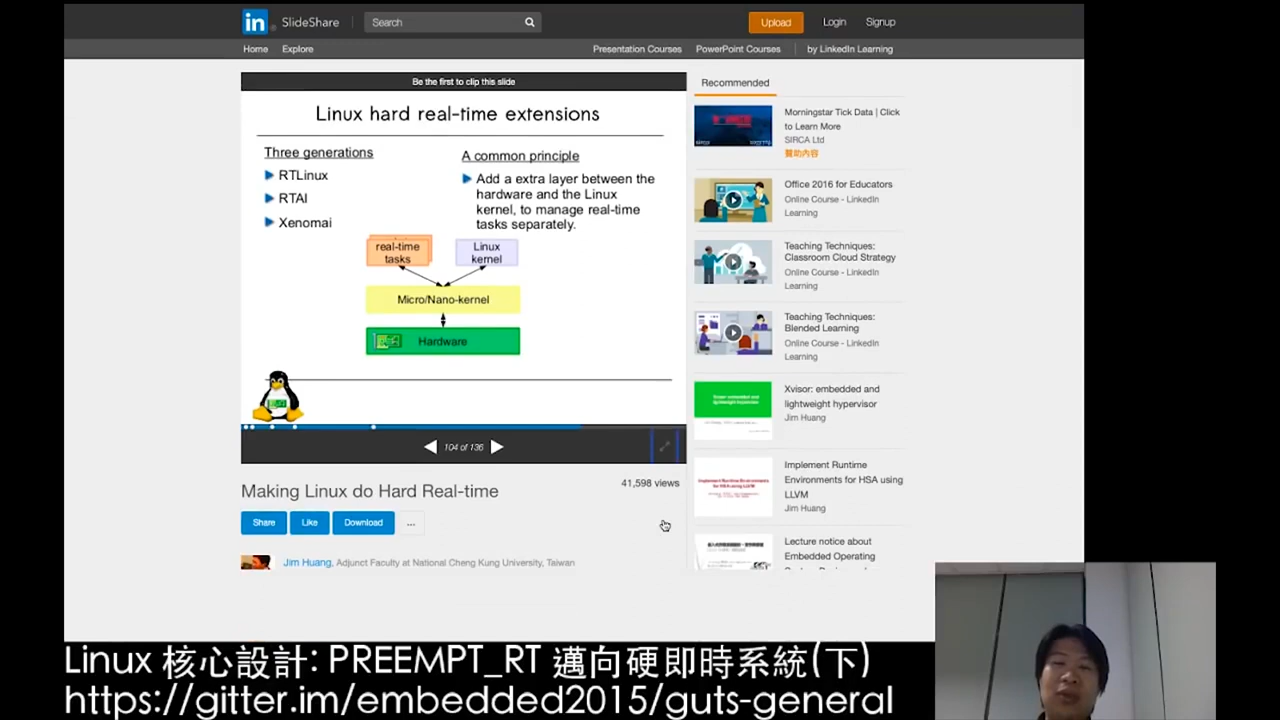 in SlideShare
Search
Upload
Login
Signup
Home
Explore
Presentation Courses
PowerPoint Courses
by LinkedIn Learning
Be the first to clip this slide
Linux hard real-time extensions
Three generations
RTLinux
RTAI
Xenomai
A common principle
Add a extra layer between the
hardware and the Linux
kernel, to manage real-time
tasks separately.
real-time
tasks
Linux
kernel
Micro/Nano-kernel
Hardware
104 of 136
Making Linux do Hard Real-time
41,598 views
Share
Like
Download
...
Jim Huang, Adjunct Faculty at National Cheng Kung University, Taiwan
Recommended
Morningstar Tick Data | Click
to Learn More
SIRCA Ltd
贊助內容
Office 2016 for Educators
Online Course - LinkedIn
Learning
Teaching Techniques:
Classroom Cloud Strategy
Online Course - LinkedIn
Learning
Teaching Techniques:
Blended Learning
Online Course - LinkedIn
Learning
Xvisor: embedded and
lightweight hypervisor
Jim Huang
Implement Runtime
Environments for HSA using
LLVM
Jim Huang
Lecture notice about
Embedded Operating
Linux 核心設計: PREEMPT_RT 邁向硬即時系統(下)
https://gitter.im/embedded2015/guts-general